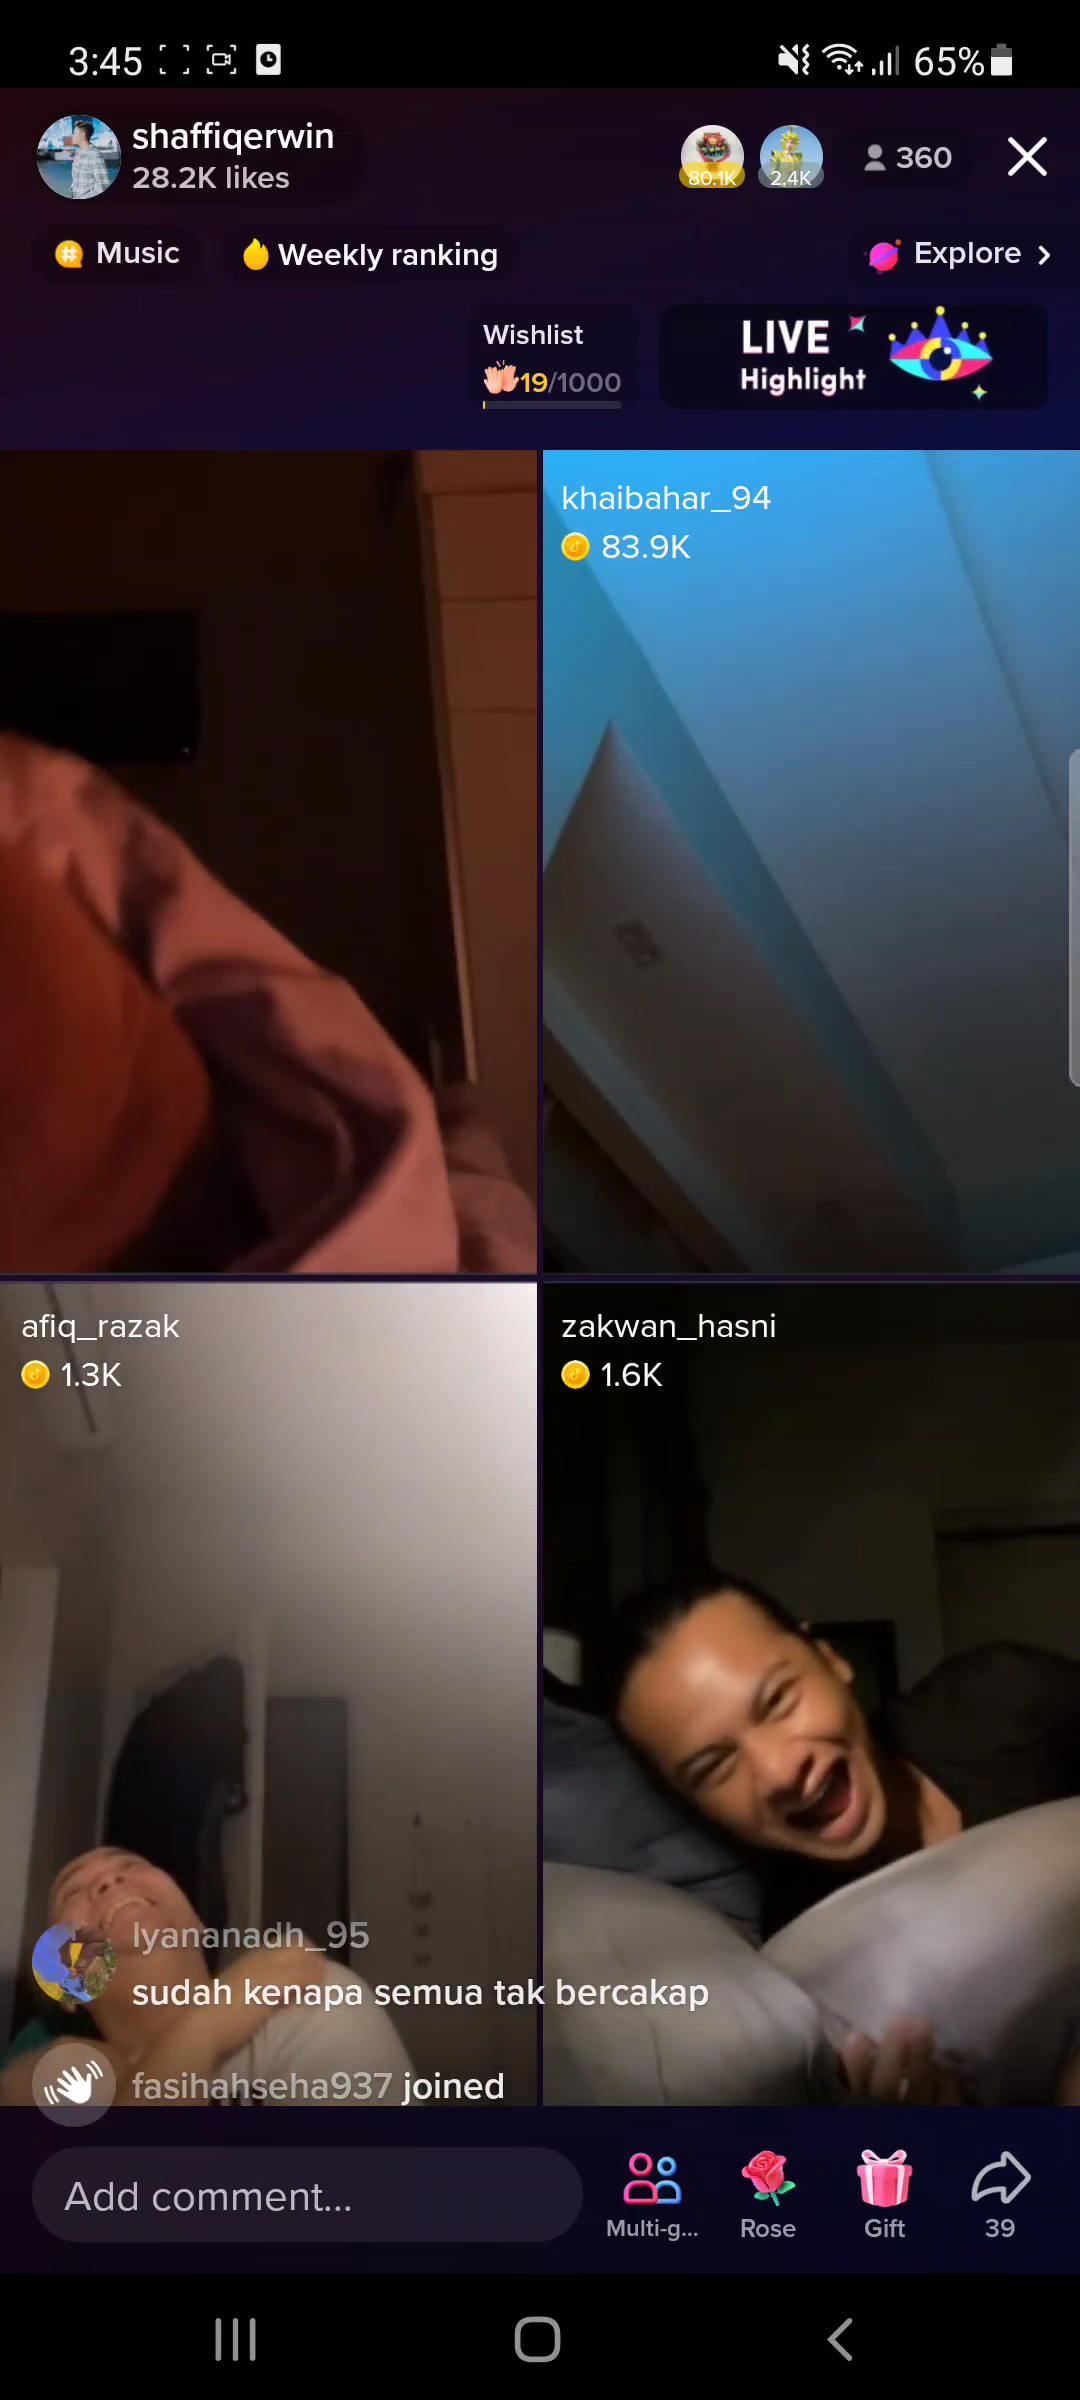 3:45
65%
shaffiqerwin
28.2K likes
80.1K
2.4K
360
Music
Weekly ranking
Explore
Wishlist
19/1000
LIVE
Highlight
khaibahar_94
83.9K
afiq_razak
1.3K
zakwan_hasni
1.6K
lyananadh_95
sudah kenapa semua tak bercakap
fasihahseha937 joined
Add comment...
Multi-g...
Rose
Gift
39